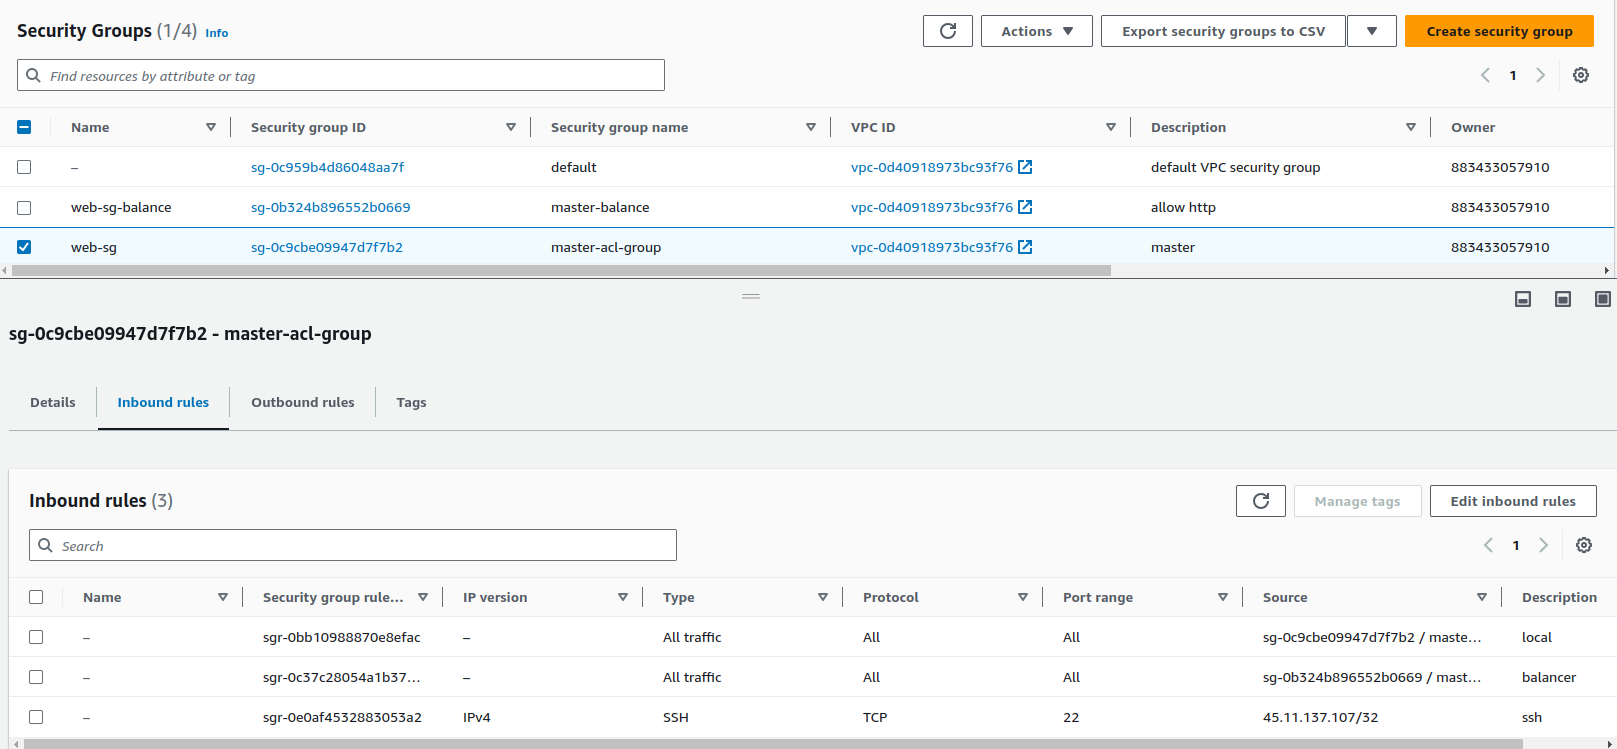 Security Groups (1/4) Info
Actions
Export security groups to CSV
Create security group
Find resources by attribute or tag
1
Name Security group ID Security group name VPC ID Description Owner
– sg-0c959b4d86048aa7f default vpc-0d40918973bc93f76 default VPC security group 883433057910
web-sg-balance sg-0b324b896552b0669 master-balance vpc-0d40918973bc93f76 allow http 883433057910
web-sg sg-0c9cbe09947d7f7b2 master-acl-group vpc-0d40918973bc93f76 master 883433057910
sg-0c9cbe09947d7f7b2 - master-acl-group
Details Inbound rules Outbound rules Tags
Inbound rules (3)
Manage tags
Edit inbound rules
Search
1
Name Security group rule... IP version Type Protocol Port range Source Description
– sgr-0bb10988870e8efac – All traffic All All sg-0c9cbe09947d7f7b2 / maste... local
– sgr-0c37c28054a1b37... – All traffic All All sg-0b324b896552b0669 / mast... balancer
– sgr-0e0af4532883053a2 IPv4 SSH TCP 22 45.11.137.107/32 ssh